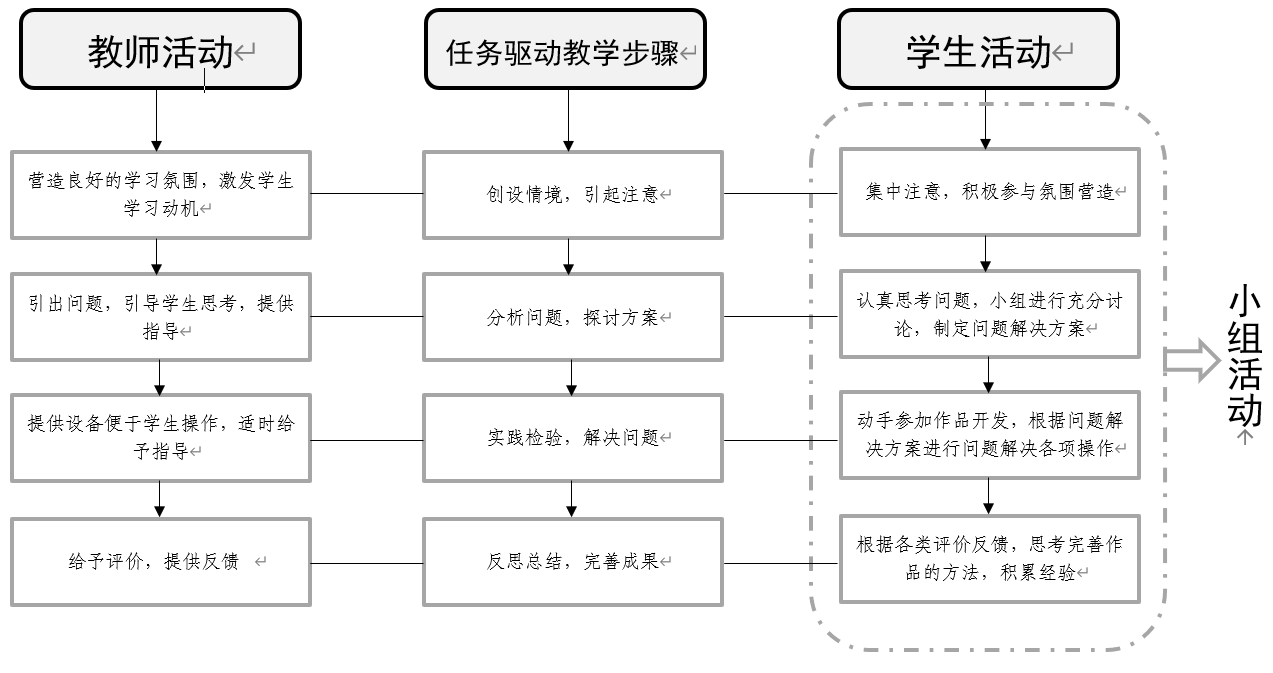 教师活动
任务驱动教学步骤
学生活动
营造良好的学习氛围，激发学生
学习动机
创设情境，引起注意
集中注意，积极参与氛围营造
引出问题，引导学生思考，提供
指导
分析问题，探讨方案
认真思考问题，小组进行充分讨
论，制定问题解决方案
提供设备便于学生操作，适时给
予指导
实践检验，解决问题
动手参加作品开发，根据问题解
决方案进行问题解决各项操作
给予评价，提供反馈
反思总结，完善成果
根据各类评价反馈，思考完善作
品的方法，积累经验
小组活动